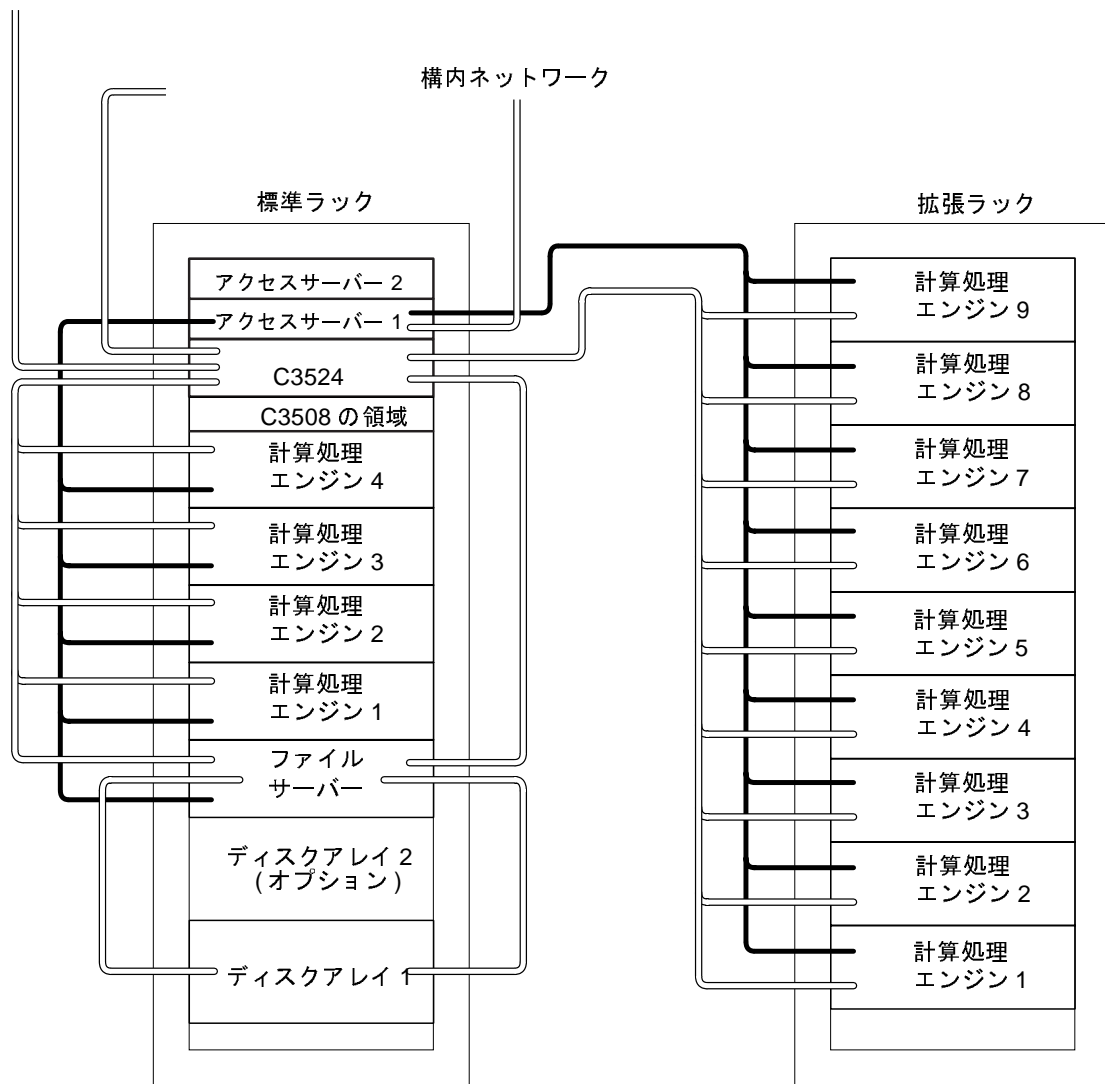 構内ネットワーク
標準ラック
アクセスサーバー 2
アクセスサーバー 1
C3524
C3508 の領域
計算処理
エンジン 4
計算処理
エンジン 3
計算処理
エンジン 2
計算処理
エンジン 1
ファイル
サーバー
ディスクアレイ 2
(オプション)
ディスクアレイ 1
拡張ラック
計算処理
エンジン 9
計算処理
エンジン 8
計算処理
エンジン 7
計算処理
エンジン 6
計算処理
エンジン 5
計算処理
エンジン 4
計算処理
エンジン 3
計算処理
エンジン 2
計算処理
エンジン 1